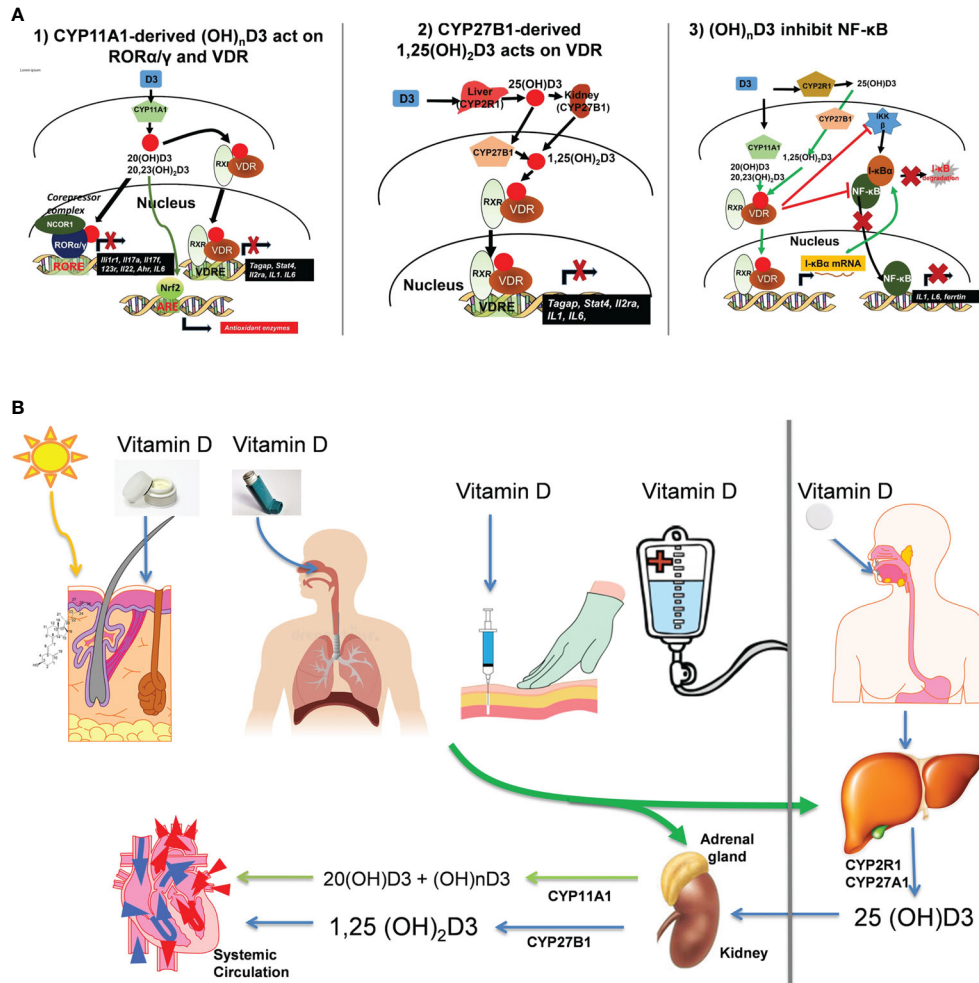 A
1) CYP11A1-derived (OH)nD3 act on
RORα/γ and VDR
Lorem ipsum
D3
CYP11A1
20(OH)D3
20,23(OH)2D3
RXR
VDR
Corepressor
complex
Nucleus
NCOR1
RORα/γ
RORE
Ili1r1, Il17a, Il17f,
123r, Il22, Ahr, IL6
RXR
VDR
VDRE
Tagap, Stat4,
Il2ra, IL1, IL6
Nrf2
ARE
Antioxidant enzymes
2) CYP27B1-derived
1,25(OH)2D3 acts on VDR
D3
Liver
(CYP2R1)
25(OH)D3
Kidney
(CYP27B1)
CYP27B1
1,25(OH)2D3
RXR
VDR
Nucleus
RXR
VDR
VDRE
Tagap, Stat4, Il2ra,
IL1, IL6,
3) (OH)nD3 inhibit NF-κB
D3
CYP2R1
25(OH)D3
CYP27B1
IKK
β
CYP11A1
20(OH)D3
20,23(OH)2D3
1,25(OH)2D3
I-κBα
I-κB
degradation
NF-κB
RXR
VDR
Nucleus
I-κBα mRNA
RXR
VDR
NF-κB
IL1, L6, ferrtin
B
Vitamin D
Vitamin D
Vitamin D
Vitamin D
Vitamin D
Adrenal
gland
CYP2R1
CYP27A1
20(OH)D3 + (OH)nD3
CYP11A1
1,25 (OH)2D3
CYP27B1
25 (OH)D3
Systemic
Circulation
Kidney